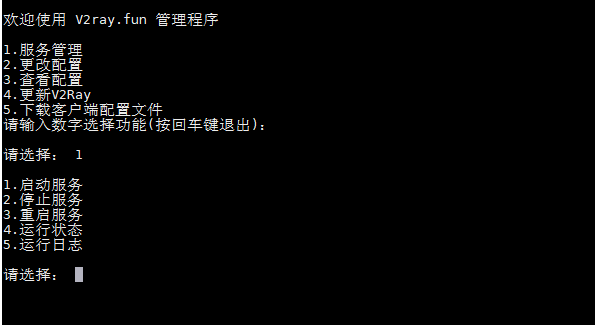 欢迎使用 V2ray.fun 管理程序
1.服务管理
2.更改配置
3.查看配置
4.更新V2Ray
5.下载客户端配置文件
请输入数字选择功能(按回车键退出)：
请选择： 1
1.启动服务
2.停止服务
3.重启服务
4.运行状态
5.运行日志
请选择：